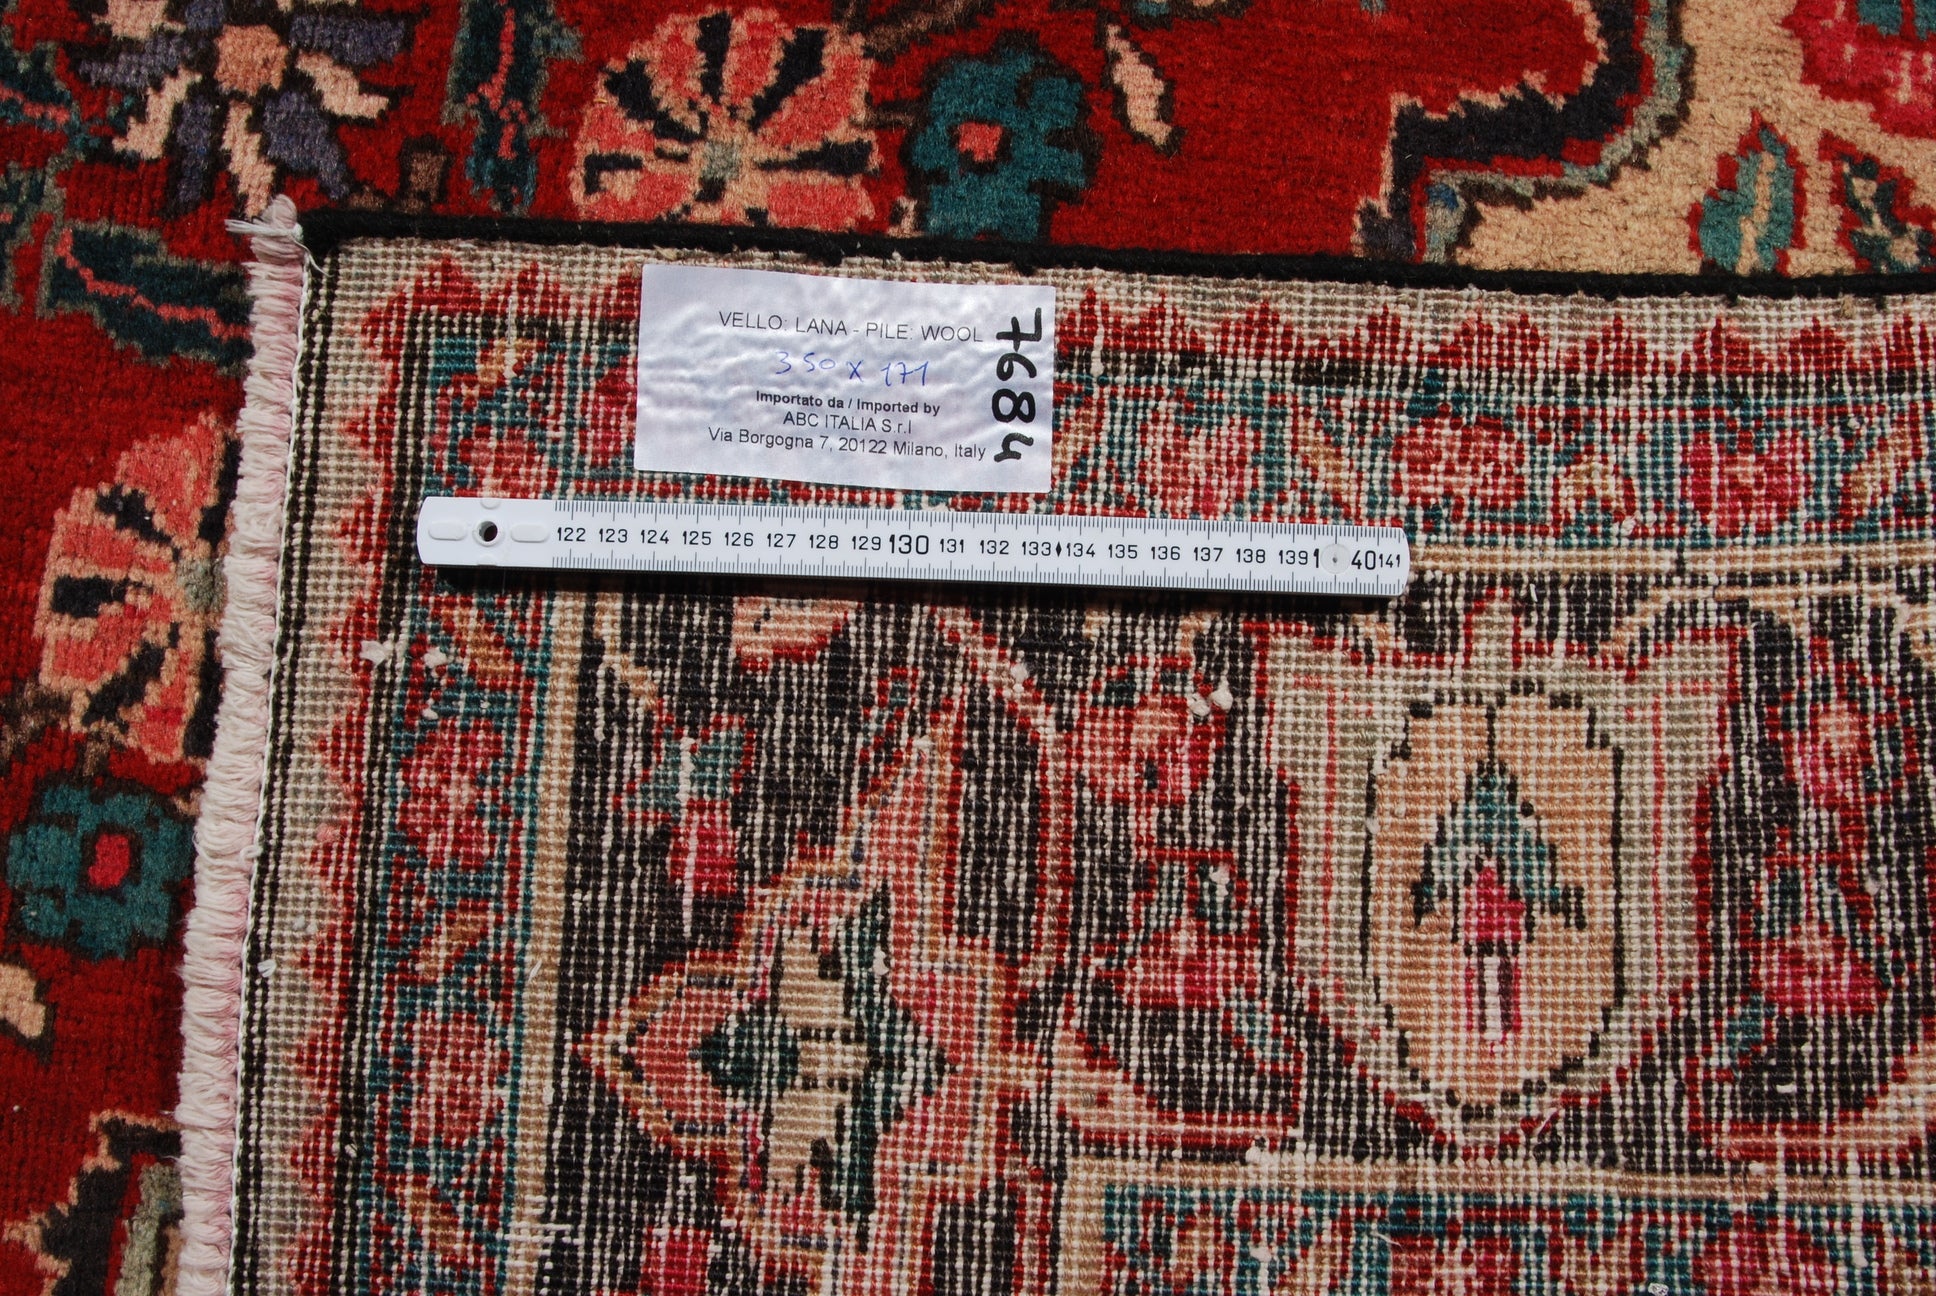 VELLO: LANA - PILE: WOOL
350 x 171
Importato da / Imported by
ABC ITALIA S.r.l
Via Borgogna 7, 20122 Milano, Italy
7684
122 123 124 125 126 127 128 129 130 131 132 133 134 135 136 137 138 139 140 141